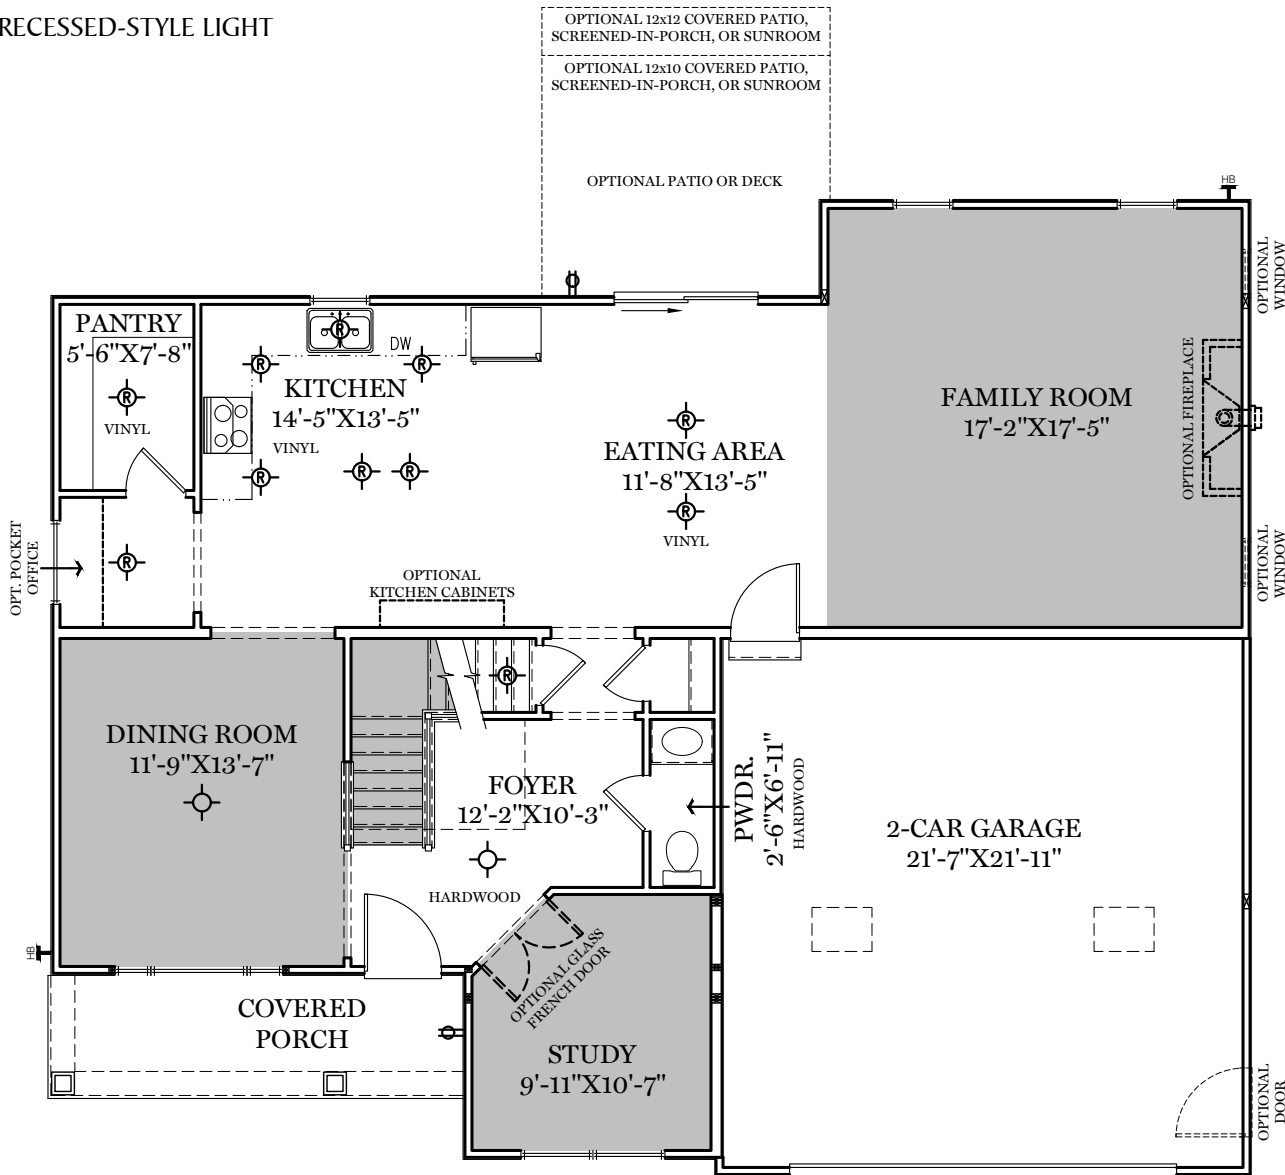 RECESSED-STYLE LIGHT
OPTIONAL 12x12 COVERED PATIO,
SCREENED-IN-PORCH, OR SUNROOM
OPTIONAL 12x10 COVERED PATIO,
SCREENED-IN-PORCH, OR SUNROOM
OPTIONAL PATIO OR DECK
HB
OPTIONAL
WINDOW
PANTRY
5'-6"X7'-8"
R
VINYL
R
DW
R
R
KITCHEN
14'-5"X13'-5"
VINYL
R
R
R
R
EATING AREA
11'-8"X13'-5"
R
VINYL
FAMILY ROOM
17'-2"X17'-5"
OPTIONAL FIREPLACE
OPT. POCKET
OFFICE
R
OPTIONAL
KITCHEN CABINETS
OPTIONAL
WINDOW
R
DINING ROOM
11'-9"X13'-7"
FOYER
12'-2"X10'-3"
HARDWOOD
PWDR.
2'-6"X6'-11"
HARDWOOD
2-CAR GARAGE
21'-7"X21'-11"
HB
OPTIONAL GLASS
FRENCH DOOR
COVERED
PORCH
STUDY
9'-11"X10'-7"
OPTIONAL
DOOR